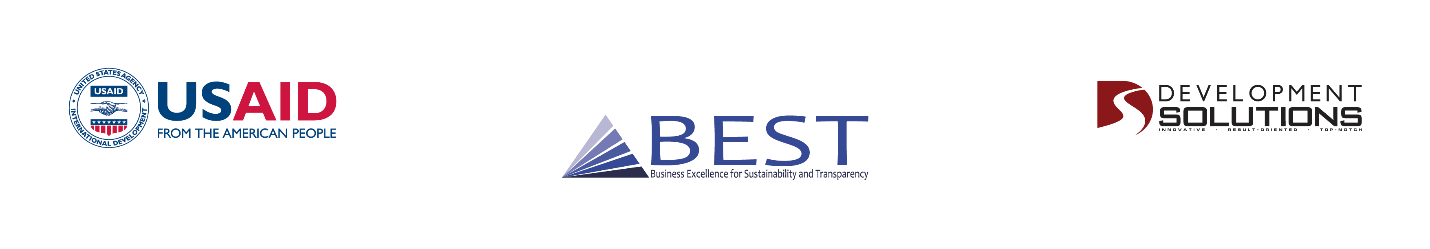 UNITED STATES AGENCY
USAID
INTERNATIONAL DEVELOPMENT
USAID
FROM THE AMERICAN PEOPLE
BEST
Business Excellence for Sustainability and Transparency
DEVELOPMENT
SOLUTIONS
INNOVATIVE · RESULT-ORIENTED · TOP-NOTCH